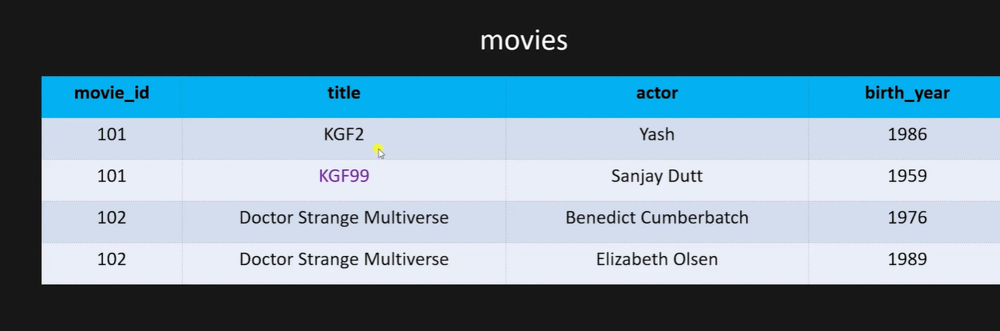 movies
movie_id title actor birth_year
101 KGF2 Yash 1986
101 KGF99 Sanjay Dutt 1959
102 Doctor Strange Multiverse Benedict Cumberbatch 1976
102 Doctor Strange Multiverse Elizabeth Olsen 1989